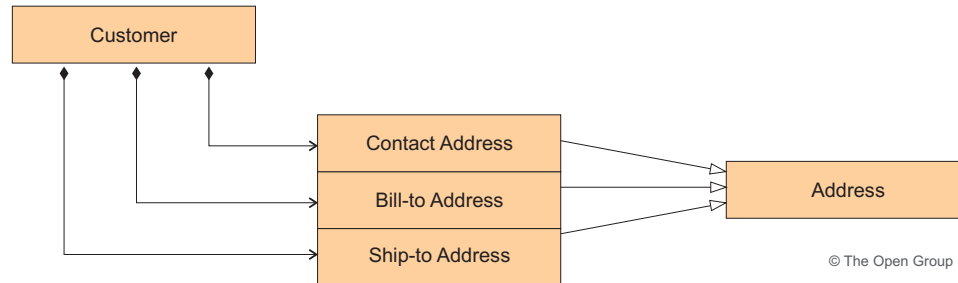 Customer
Contact Address
Bill-to Address
Address
Ship-to Address
© The Open Group